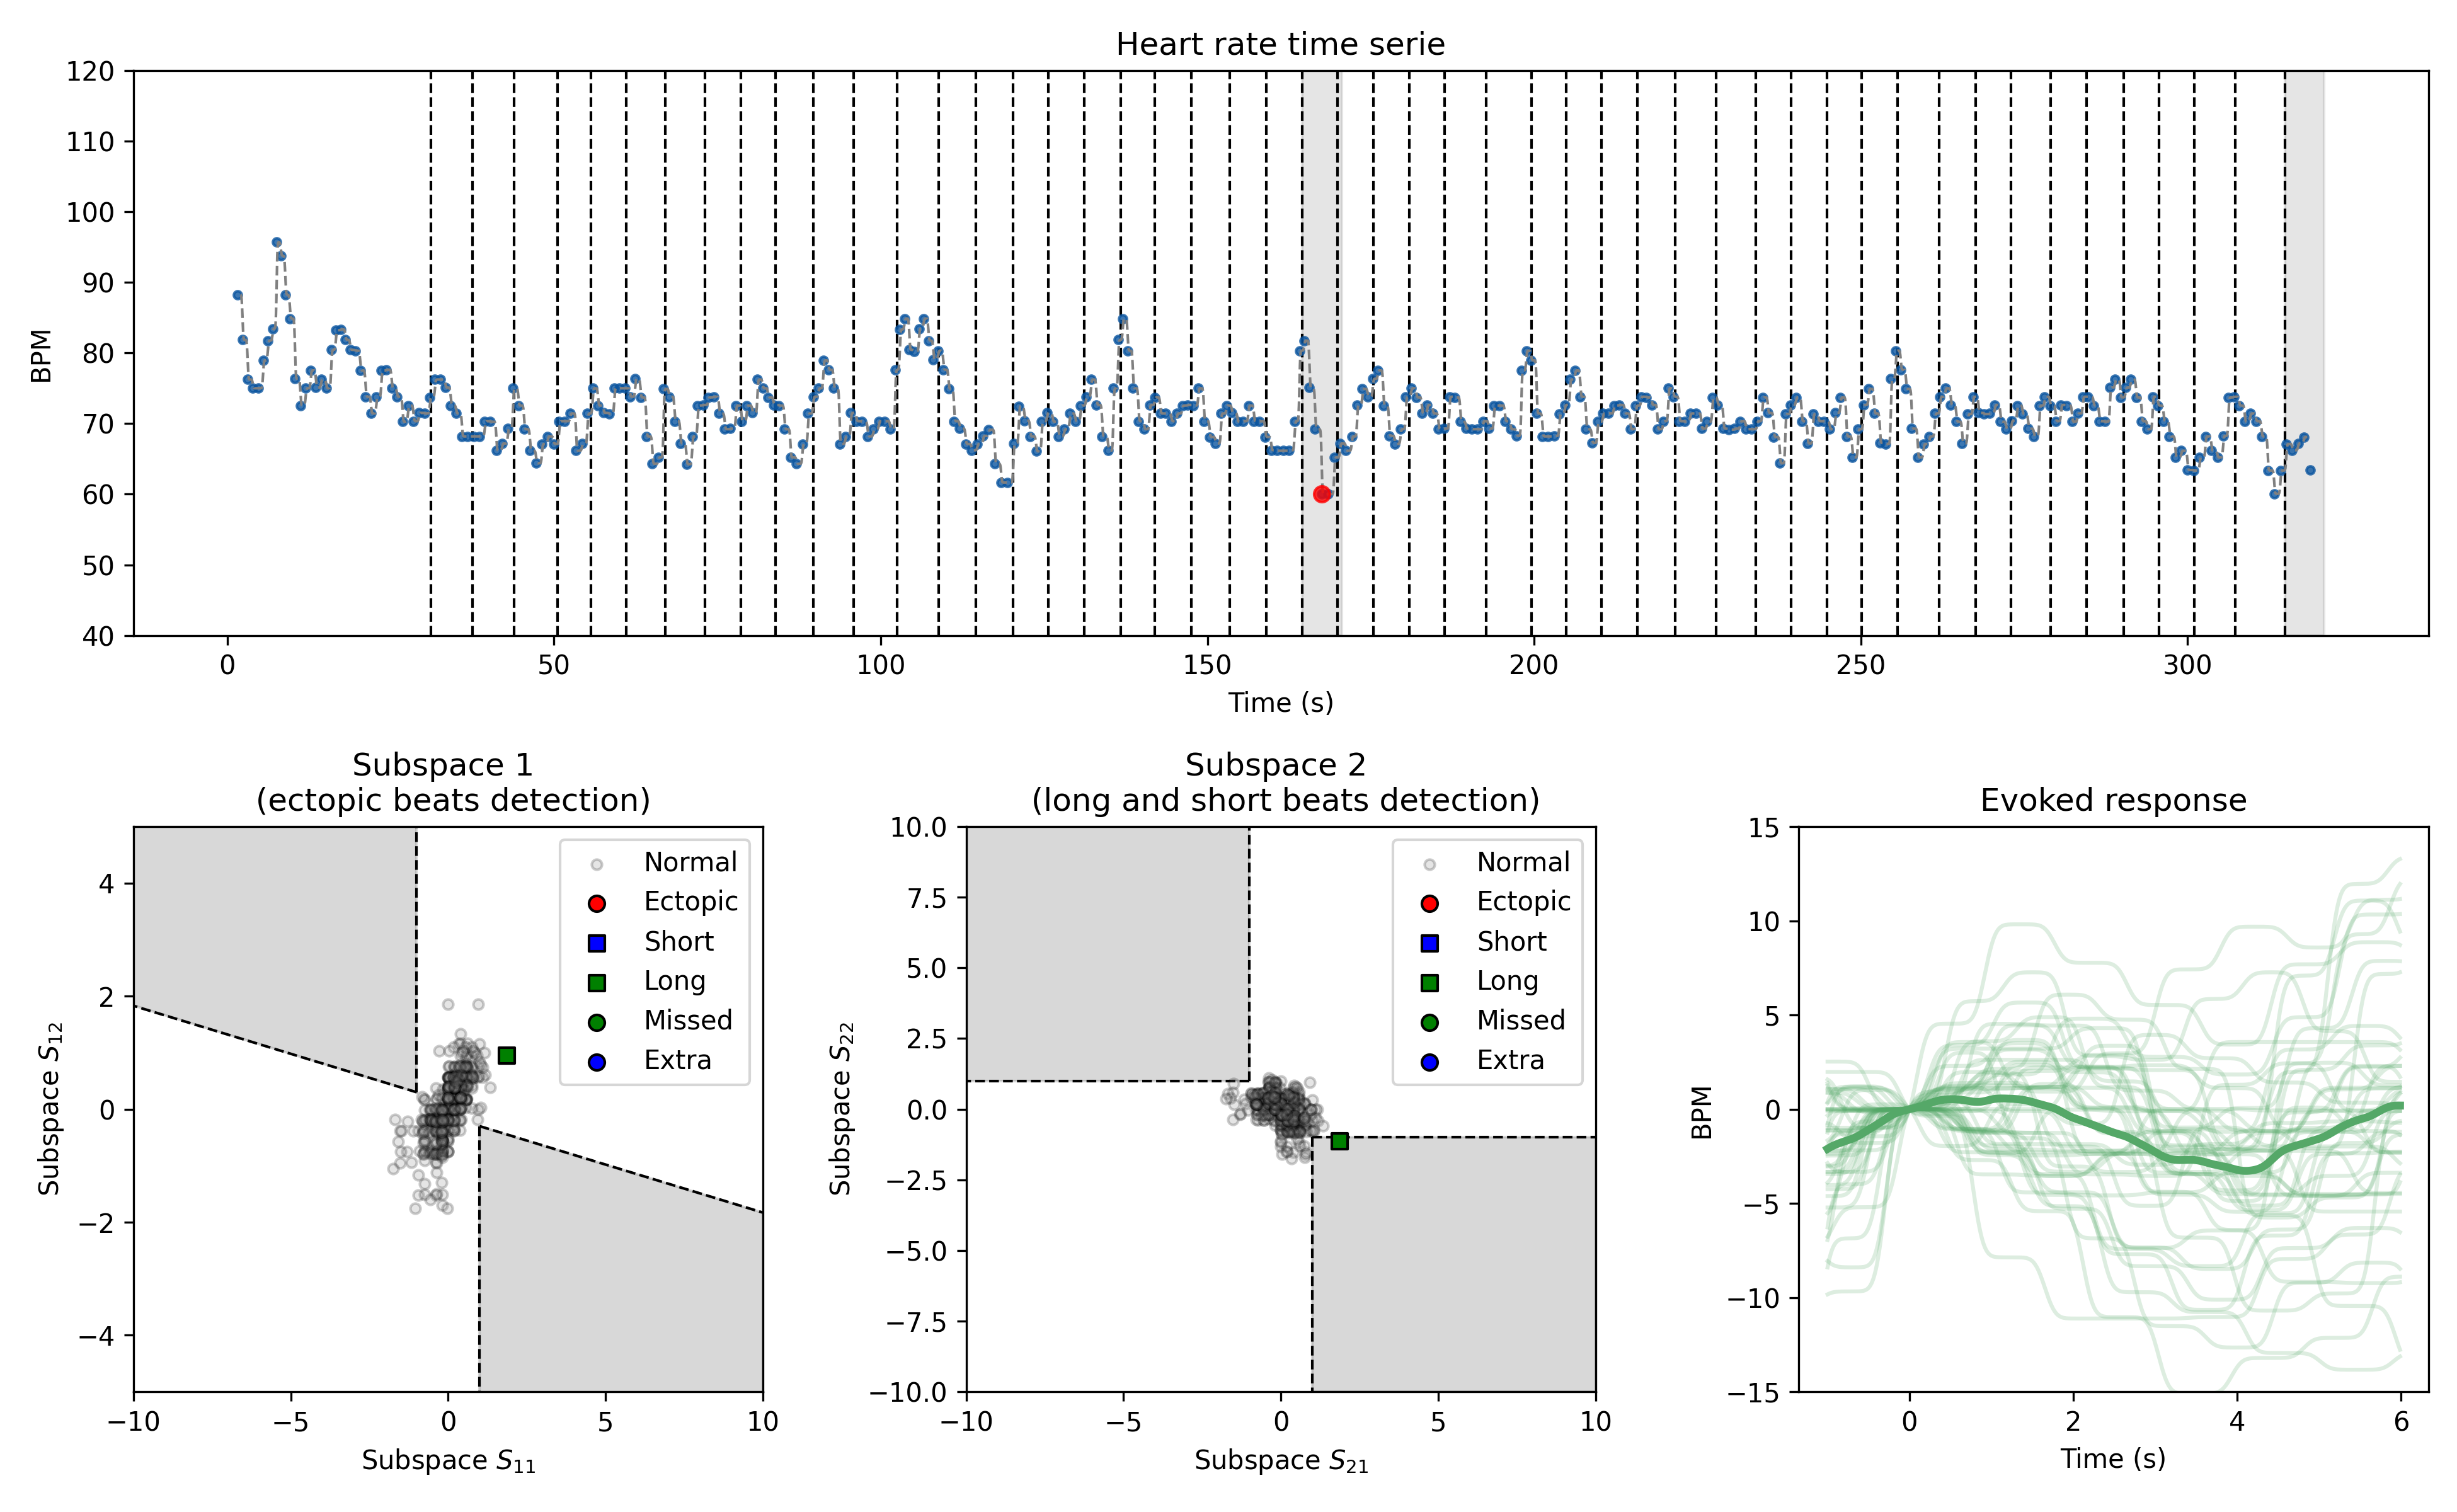 Heart rate time serie
120
110
100
90
80
70
60
50
40
BPM
0 50 100 150 200 250 300
Time (s)
Subspace 1
(ectopic beats detection)
4
2
0
−2
−4
Subspace S₁₂
Normal
Ectopic
Short
Long
Missed
Extra
−10 −5 0 5 10
Subspace S₁₁
Subspace 2
(long and short beats detection)
10.0
7.5
5.0
2.5
0.0
−2.5
−5.0
−7.5
−10.0
Subspace S₂₂
Normal
Ectopic
Short
Long
Missed
Extra
−10 −5 0 5 10
Subspace S₂₁
Evoked response
15
10
5
0
−5
−10
−15
BPM
0 2 4 6
Time (s)